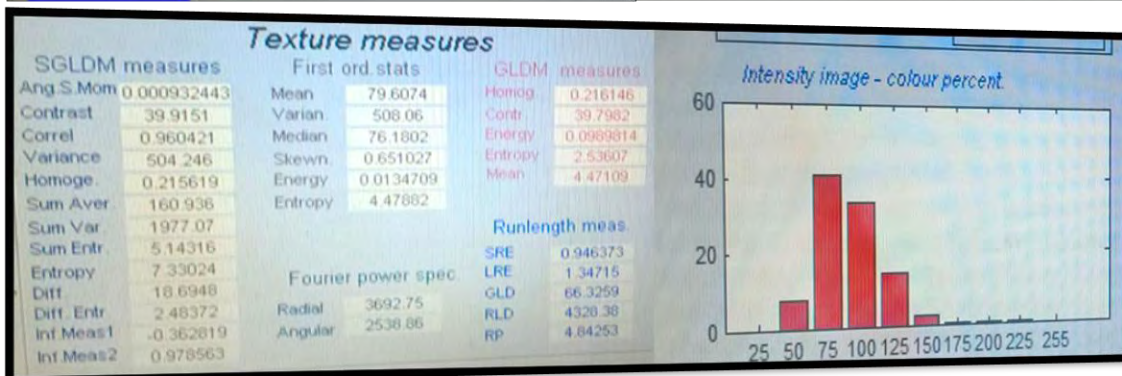 Texture measures
SGLDM measures
Ang.S.Mom 0.000932443
Contrast 39.9151
Correl 0.960421
Variance 504.246
Homoge. 0.215619
Sum Aver. 160.936
Sum Var. 1977.07
Sum Entr. 5.14316
Entropy 7.33024
Diff. 18.6948
Diff. Entr 2.48372
Inf.Meas1 -0.362819
Inf.Meas2 0.978563
First ord.stats
Mean 79.6074
Varian. 508.06
Median 76.1802
Skewn. 0.651027
Energy 0.0134709
Entropy 4.47882
Fourier power spec.
Radial 3692.75
Angular 2538.86
GLDM measures
Homog. 0.216146
Contr. 39.7982
Energy 0.0989814
Entropy 2.53607
Mean 4.47109
Runlength meas.
SRE 0.946373
LRE 1.34715
GLD 66.3259
RLD 4328.38
RP 4.84253
Intensity image - colour percent.
60
40
20
0
25 50 75 100 125 150 175 200 225 255